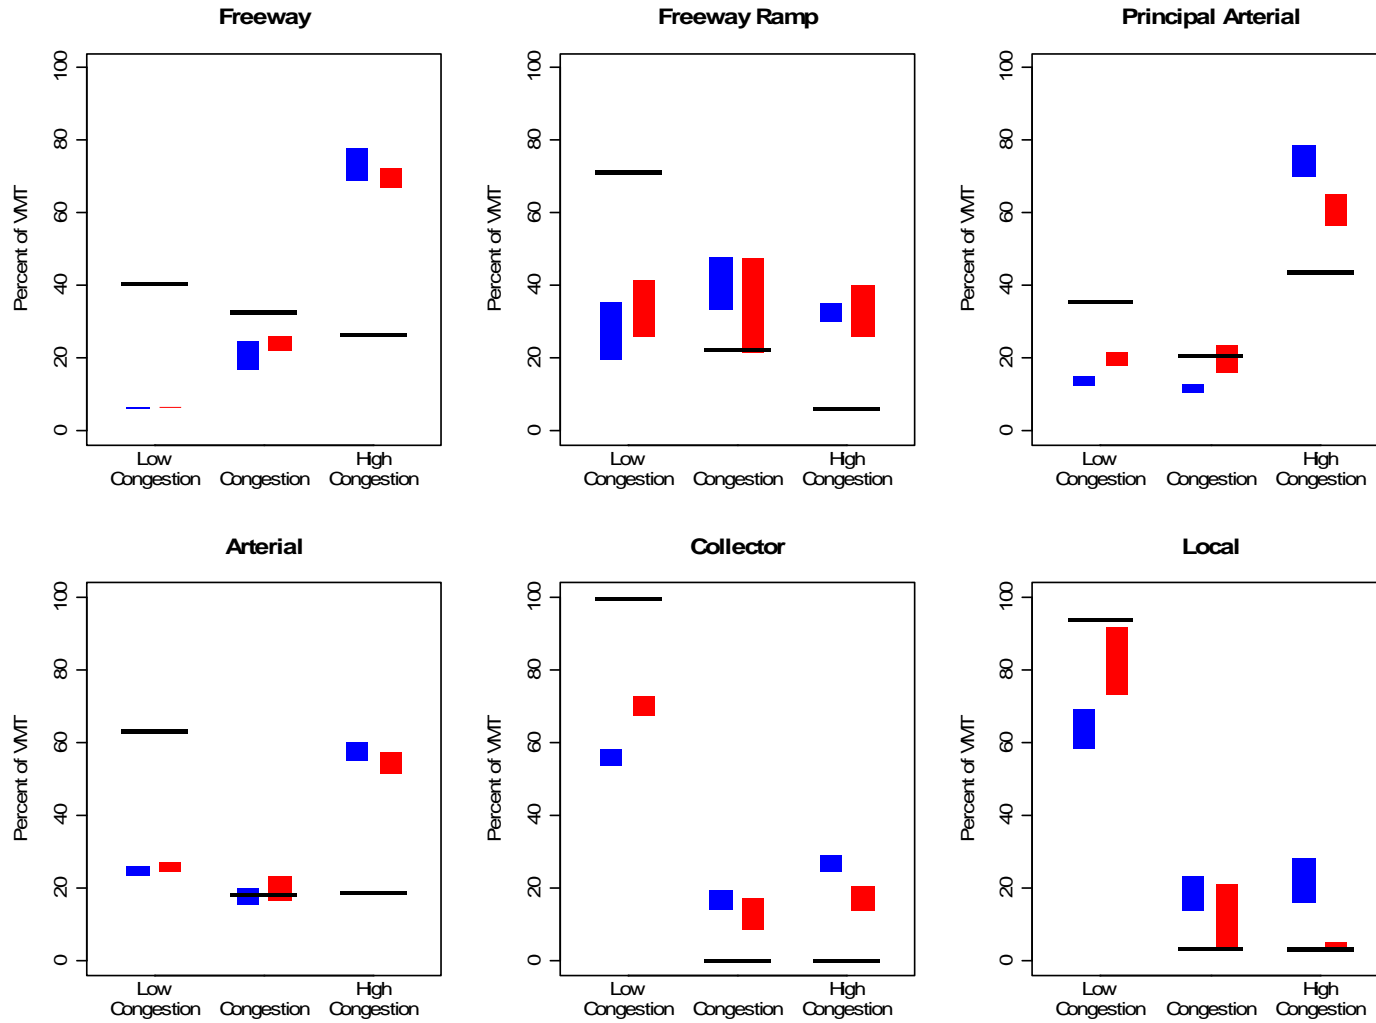 Freeway
Freeway Ramp
Principal Arterial
Percent of VMT
0 20 40 60 80 100
Low Congestion
Congestion
High Congestion
Percent of VMT
0 20 40 60 80 100
Low Congestion
Congestion
High Congestion
Percent of VMT
0 20 40 60 80 100
Low Congestion
Congestion
High Congestion
Arterial
Collector
Local
Percent of VMT
0 20 40 60 80 100
Low Congestion
Congestion
High Congestion
Percent of VMT
0 20 40 60 80 100
Low Congestion
Congestion
High Congestion
Percent of VMT
0 20 40 60 80 100
Low Congestion
Congestion
High Congestion